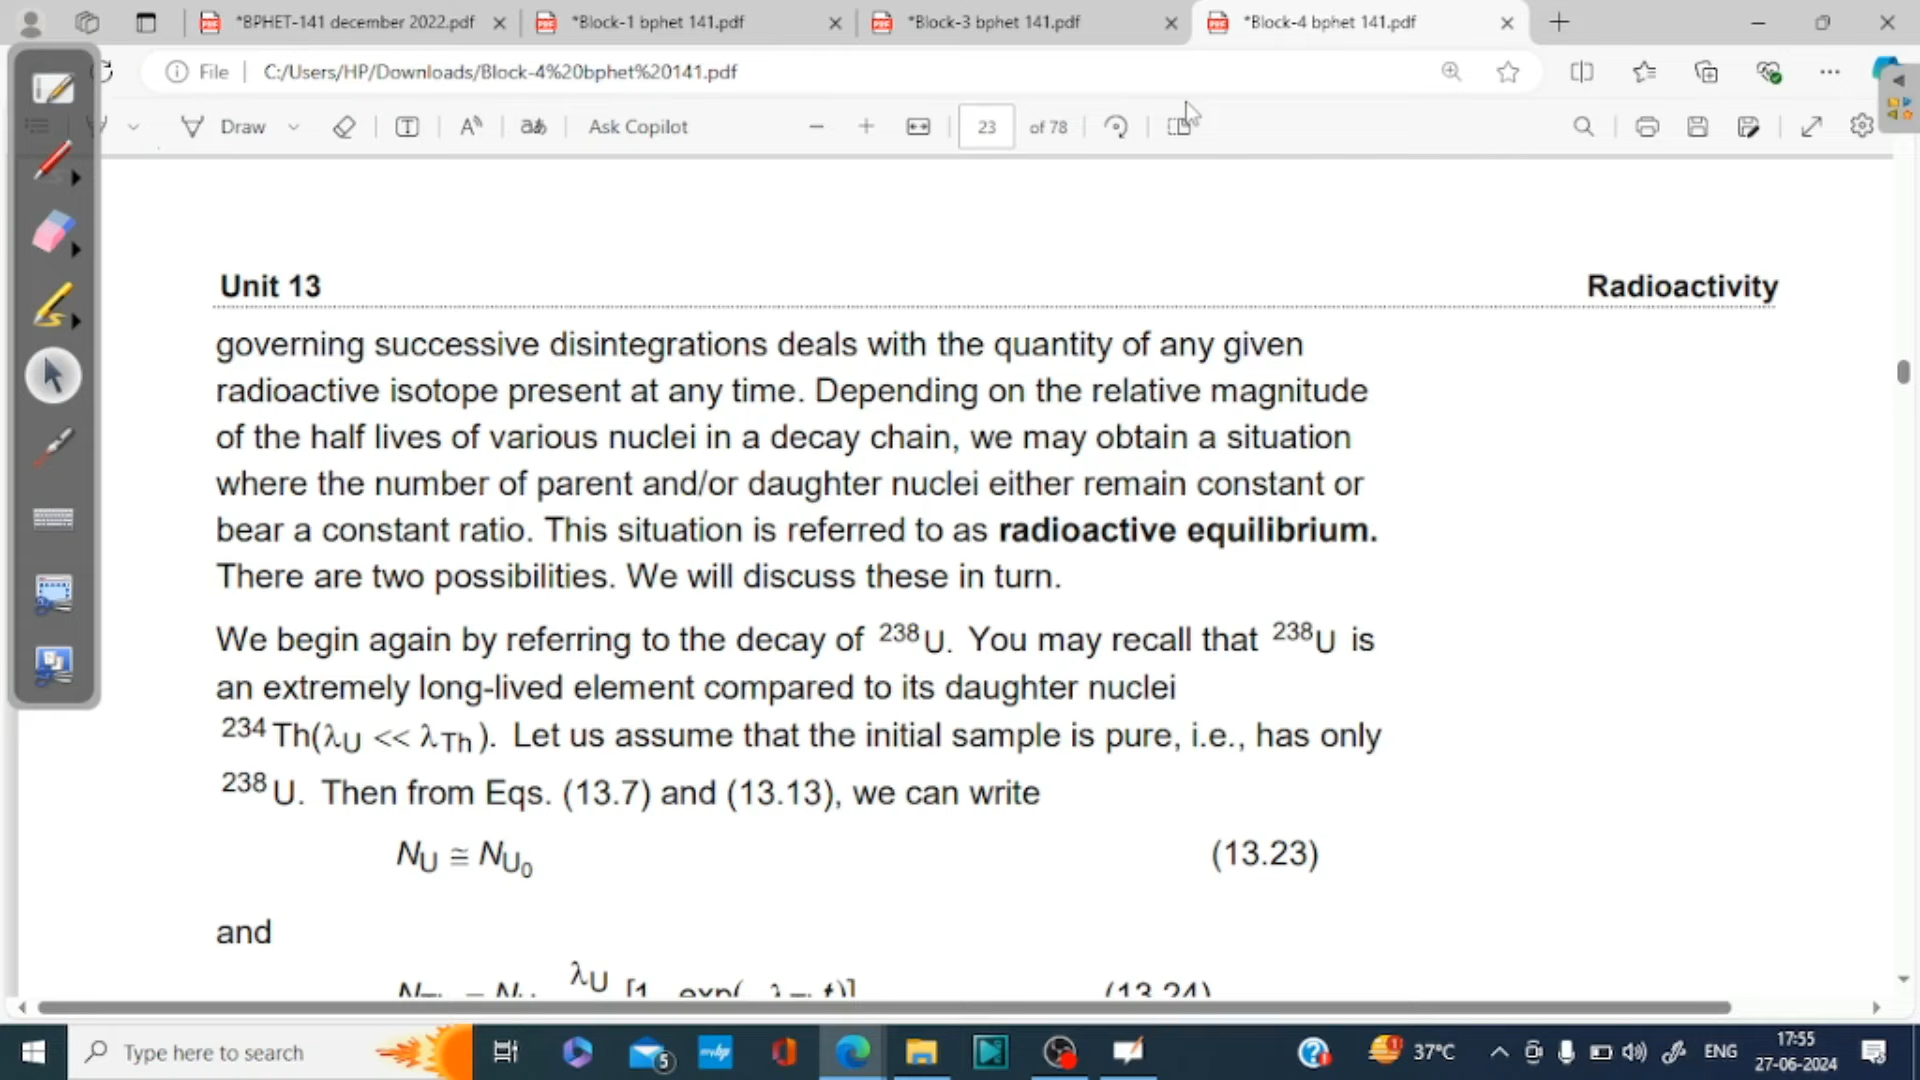 *BPHET-141 december 2022.pdf
*Block-1 bphet 141.pdf
*Block-3 bphet 141.pdf
*Block-4 bphet 141.pdf
File
C:/Users/HP/Downloads/Block-4%20bphet%20141.pdf
Draw
Ask Copilot
23 of 78
Unit 13
Radioactivity
governing successive disintegrations deals with the quantity of any given
radioactive isotope present at any time. Depending on the relative magnitude
of the half lives of various nuclei in a decay chain, we may obtain a situation
where the number of parent and/or daughter nuclei either remain constant or
bear a constant ratio. This situation is referred to as radioactive equilibrium.
There are two possibilities. We will discuss these in turn.
We begin again by referring to the decay of ²³⁸U. You may recall that ²³⁸U is
an extremely long-lived element compared to its daughter nuclei
²³⁴Th(λU << λTh). Let us assume that the initial sample is pure, i.e., has only
²³⁸U. Then from Eqs. (13.7) and (13.13), we can write
NU ≅ NU₀ (13.23)
and
λU
(13.24)
Type here to search
5
myhp
1
37°C
ENG
17:55
27-06-2024